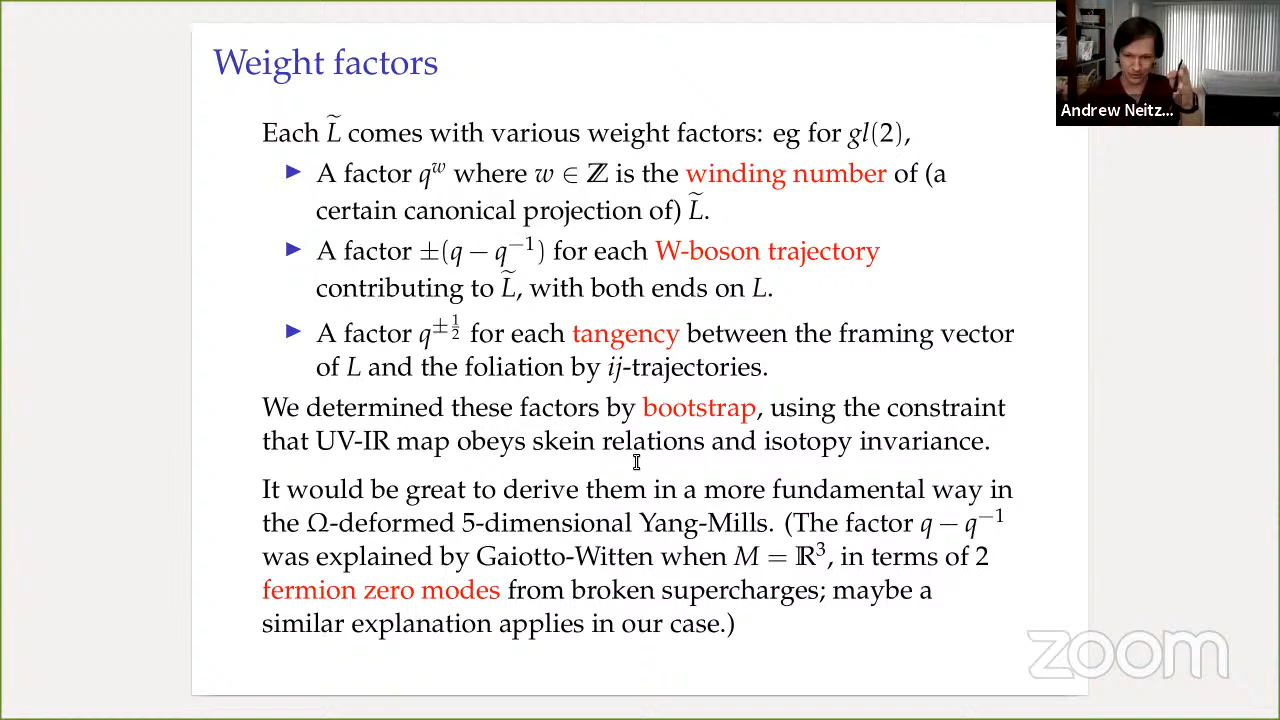 Weight factors
Each L̃ comes with various weight factors: eg for gl(2),
▶ A factor q^w where w ∈ ℤ is the winding number of (a
certain canonical projection of) L̃.
▶ A factor ±(q − q⁻¹) for each W-boson trajectory
contributing to L̃, with both ends on L.
▶ A factor q^{±1/2} for each tangency between the framing vector
of L and the foliation by ij-trajectories.
We determined these factors by bootstrap, using the constraint
that UV-IR map obeys skein relations and isotopy invariance.
It would be great to derive them in a more fundamental way in
the Ω-deformed 5-dimensional Yang-Mills. (The factor q − q⁻¹
was explained by Gaiotto-Witten when M = ℝ³, in terms of 2
fermion zero modes from broken supercharges; maybe a
similar explanation applies in our case.)
Andrew Neitz...
zoom